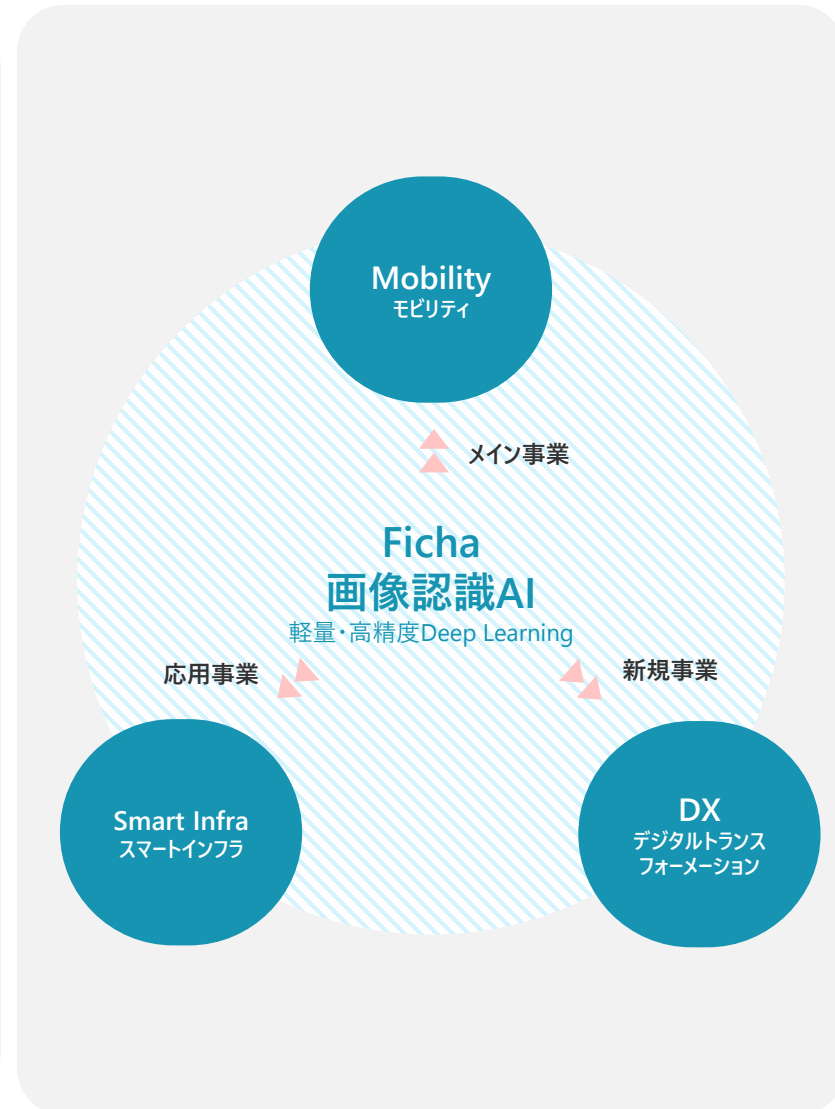 Mobility
モビリティ
メイン事業
Ficha
画像認識AI
軽量・高精度Deep Learning
応用事業
新規事業
Smart Infra
スマートインフラ
DX
デジタルトランス
フォーメーション